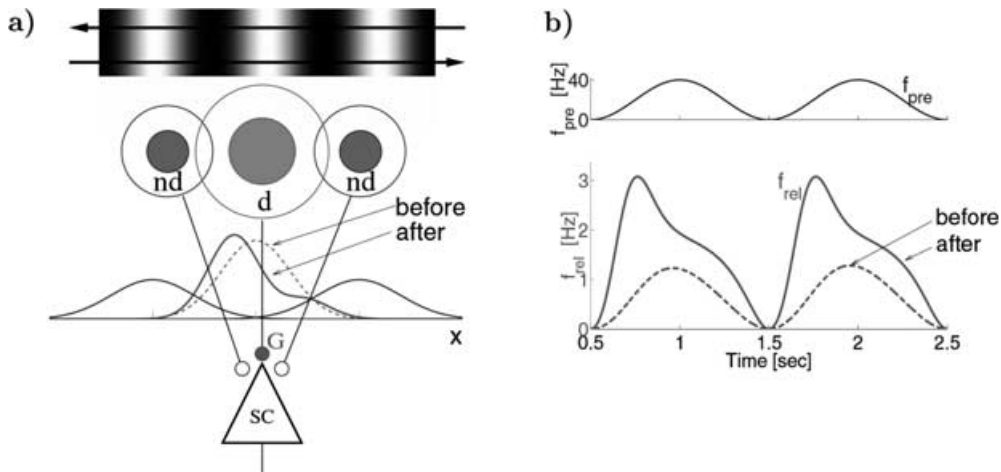 a)
nd
nd
d
before
after
x
G
SC
b)
f_pre [Hz]
40
0
f_pre
f_rel [Hz]
3
2
1
0
f_rel
before
after
0.5 1 1.5 2 2.5
Time [sec]